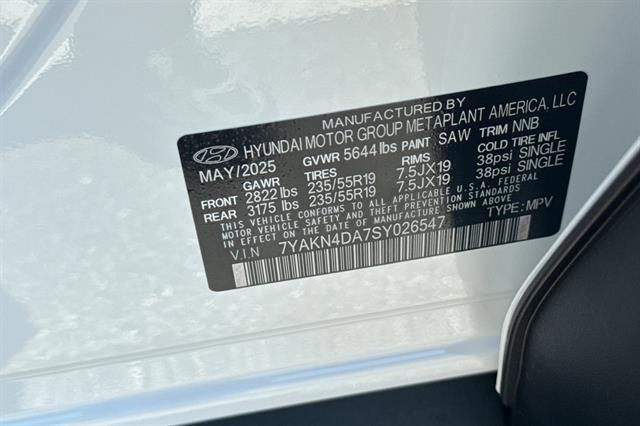 MANUFACTURED BY
HYUNDAI MOTOR GROUP METAPLANT AMERICA, LLC
MAY/2025 GVWR 5644 lbs PAINT SAW TRIM NNB
GAWR TIRES COLD TIRE INFL
FRONT 2822 lbs 235/55R19 7.5JX19 38psi SINGLE
REAR 3175 lbs 235/55R19 7.5JX19 38psi SINGLE
THIS VEHICLE CONFORMS TO ALL APPLICABLE U.S.A. FEDERAL
MOTOR VEHICLE SAFETY AND THEFT PREVENTION STANDARDS
IN EFFECT ON THE DATE OF MANUFACTURE SHOWN ABOVE.
V.I.N 7YAKN4DA7SY026547 TYPE: MPV